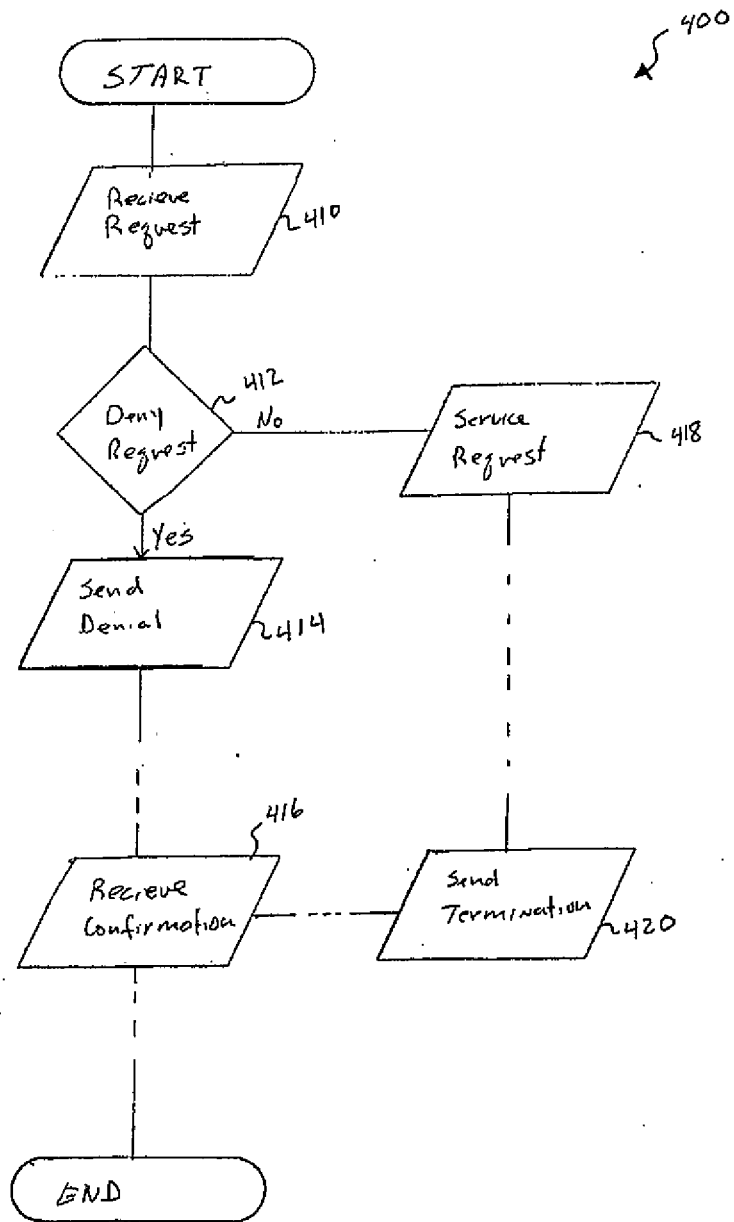 400
START
Recieve
Request
410
412
Deny
Request
No
Service
Request
418
Yes
Send
Denial
414
416
Recieve
Confirmation
Send
Termination
420
END